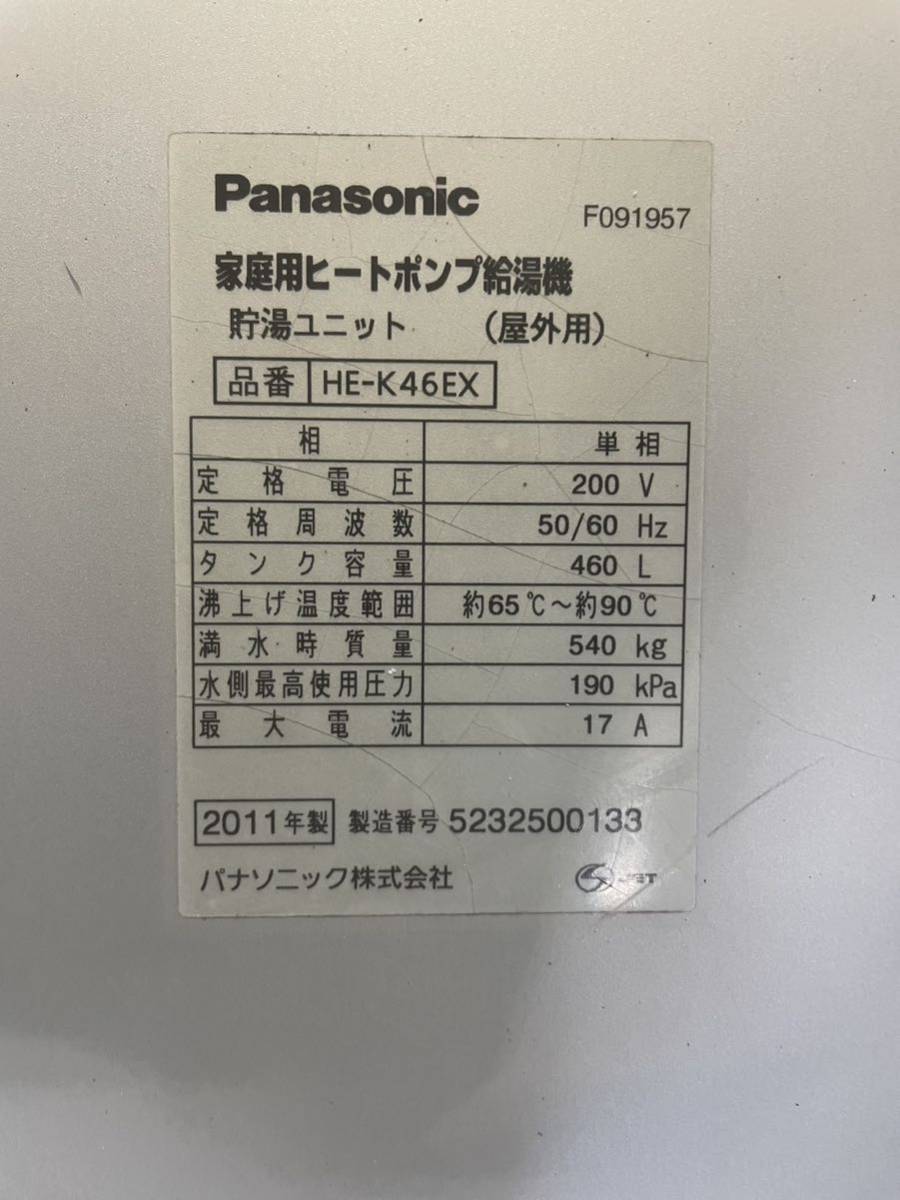 Panasonic
F091957
家庭用ヒートポンプ給湯機
貯湯ユニット (屋外用)
品番 HE-K46EX
相 単相
定格電圧 200 V
定格周波数 50/60 Hz
タンク容量 460 L
沸上げ温度範囲 約65℃~約90℃
満水時質量 540 kg
水側最高使用圧力 190 kPa
最大電流 17 A
2011年製 製造番号 5232500133
パナソニック株式会社 JET